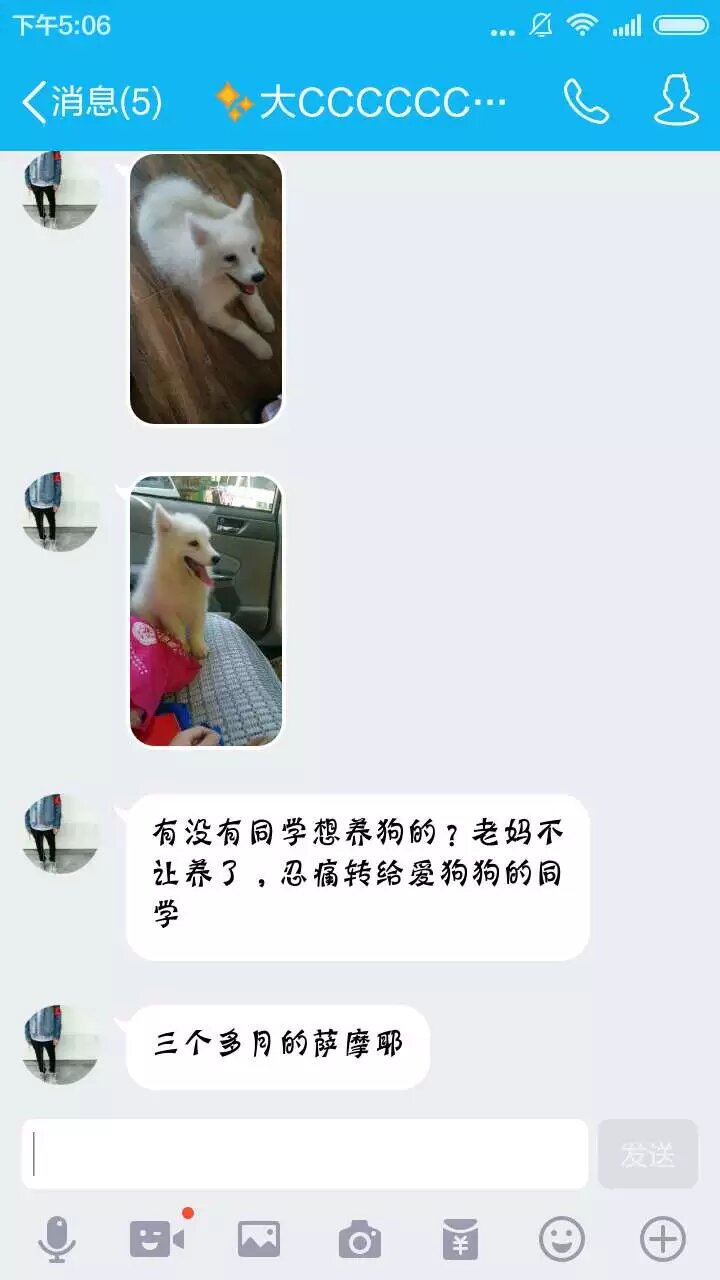 下午5:06
消息(5)
大CCCCCC…
有没有同学想养狗的？老妈不
让养了，忍痛转给爱狗狗的同
学
三个多月的萨摩耶
发送